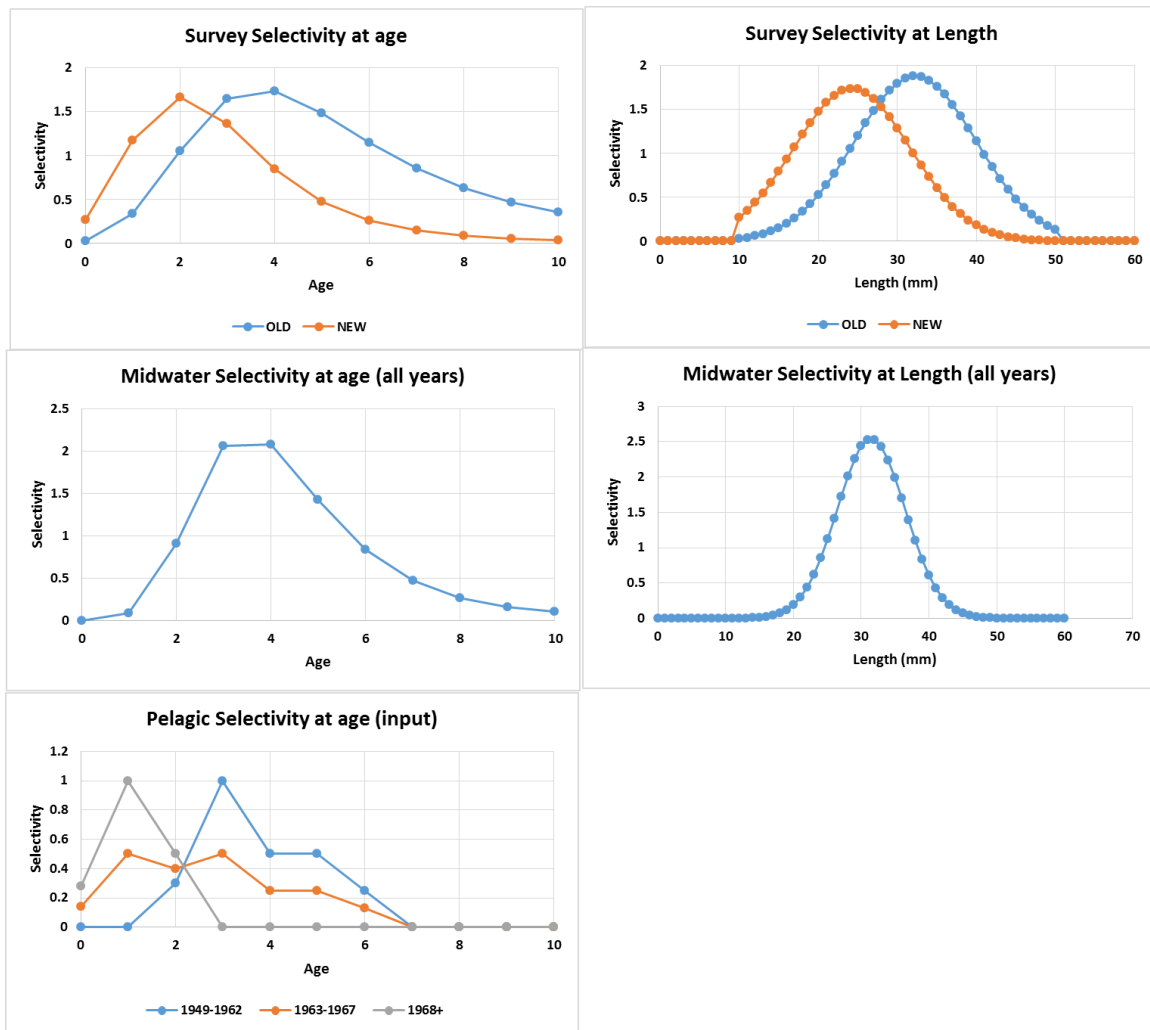 Survey Selectivity at age
Selectivity
2
1.5
1
0.5
0
0 2 4 6 8 10
Age
OLD NEW
Survey Selectivity at Length
Selectivity
2
1.5
1
0.5
0
0 10 20 30 40 50 60
Length (mm)
OLD NEW
Midwater Selectivity at age (all years)
Selectivity
2.5
2
1.5
1
0.5
0
0 2 4 6 8 10
Age
Midwater Selectivity at Length (all years)
Selectivity
3
2.5
2
1.5
1
0.5
0
0 10 20 30 40 50 60 70
Length (mm)
Pelagic Selectivity at age (input)
Selectivity
1.2
1
0.8
0.6
0.4
0.2
0
0 2 4 6 8 10
Age
1949-1962 1963-1967 1968+